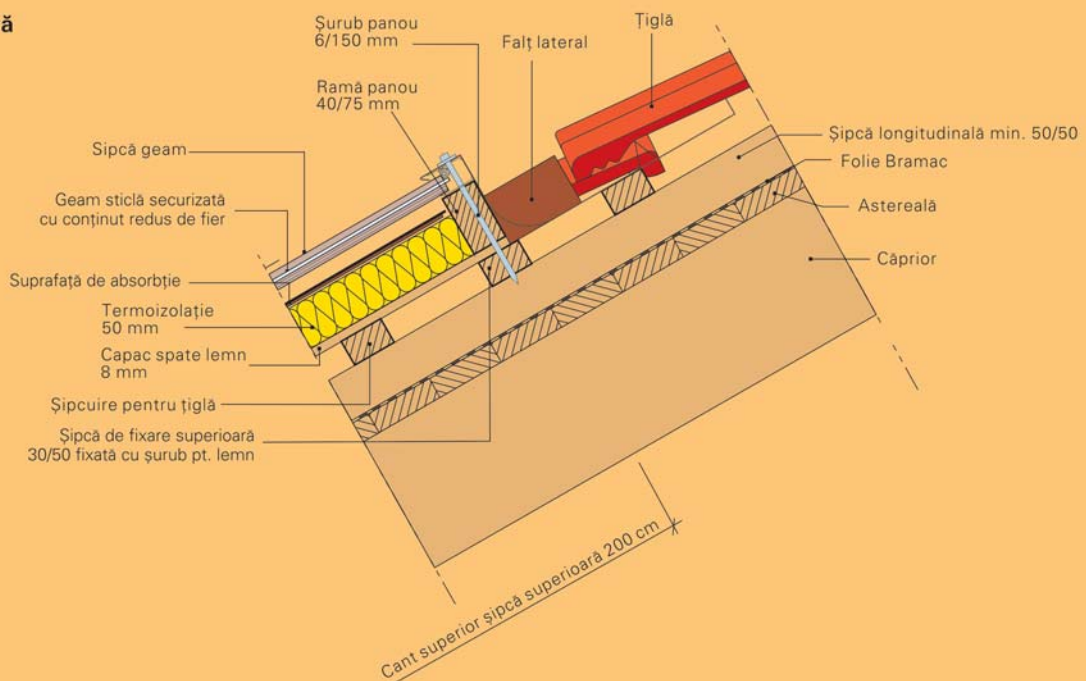 ă
Șurub panou
6/150 mm
Ramă panou
40/75 mm
Falț lateral
Țiglă
Sipcă geam
Geam sticlă securizată
cu conținut redus de fier
Suprafață de absorbție
Termoizolație
50 mm
Capac spate lemn
8 mm
Șipcuire pentru țiglă
Șipcă de fixare superioară
30/50 fixată cu șurub pt. lemn
Șipcă longitudinală min. 50/50
Folie Bramac
Astereală
Căprior
Cant superior șipcă superioară 200 cm